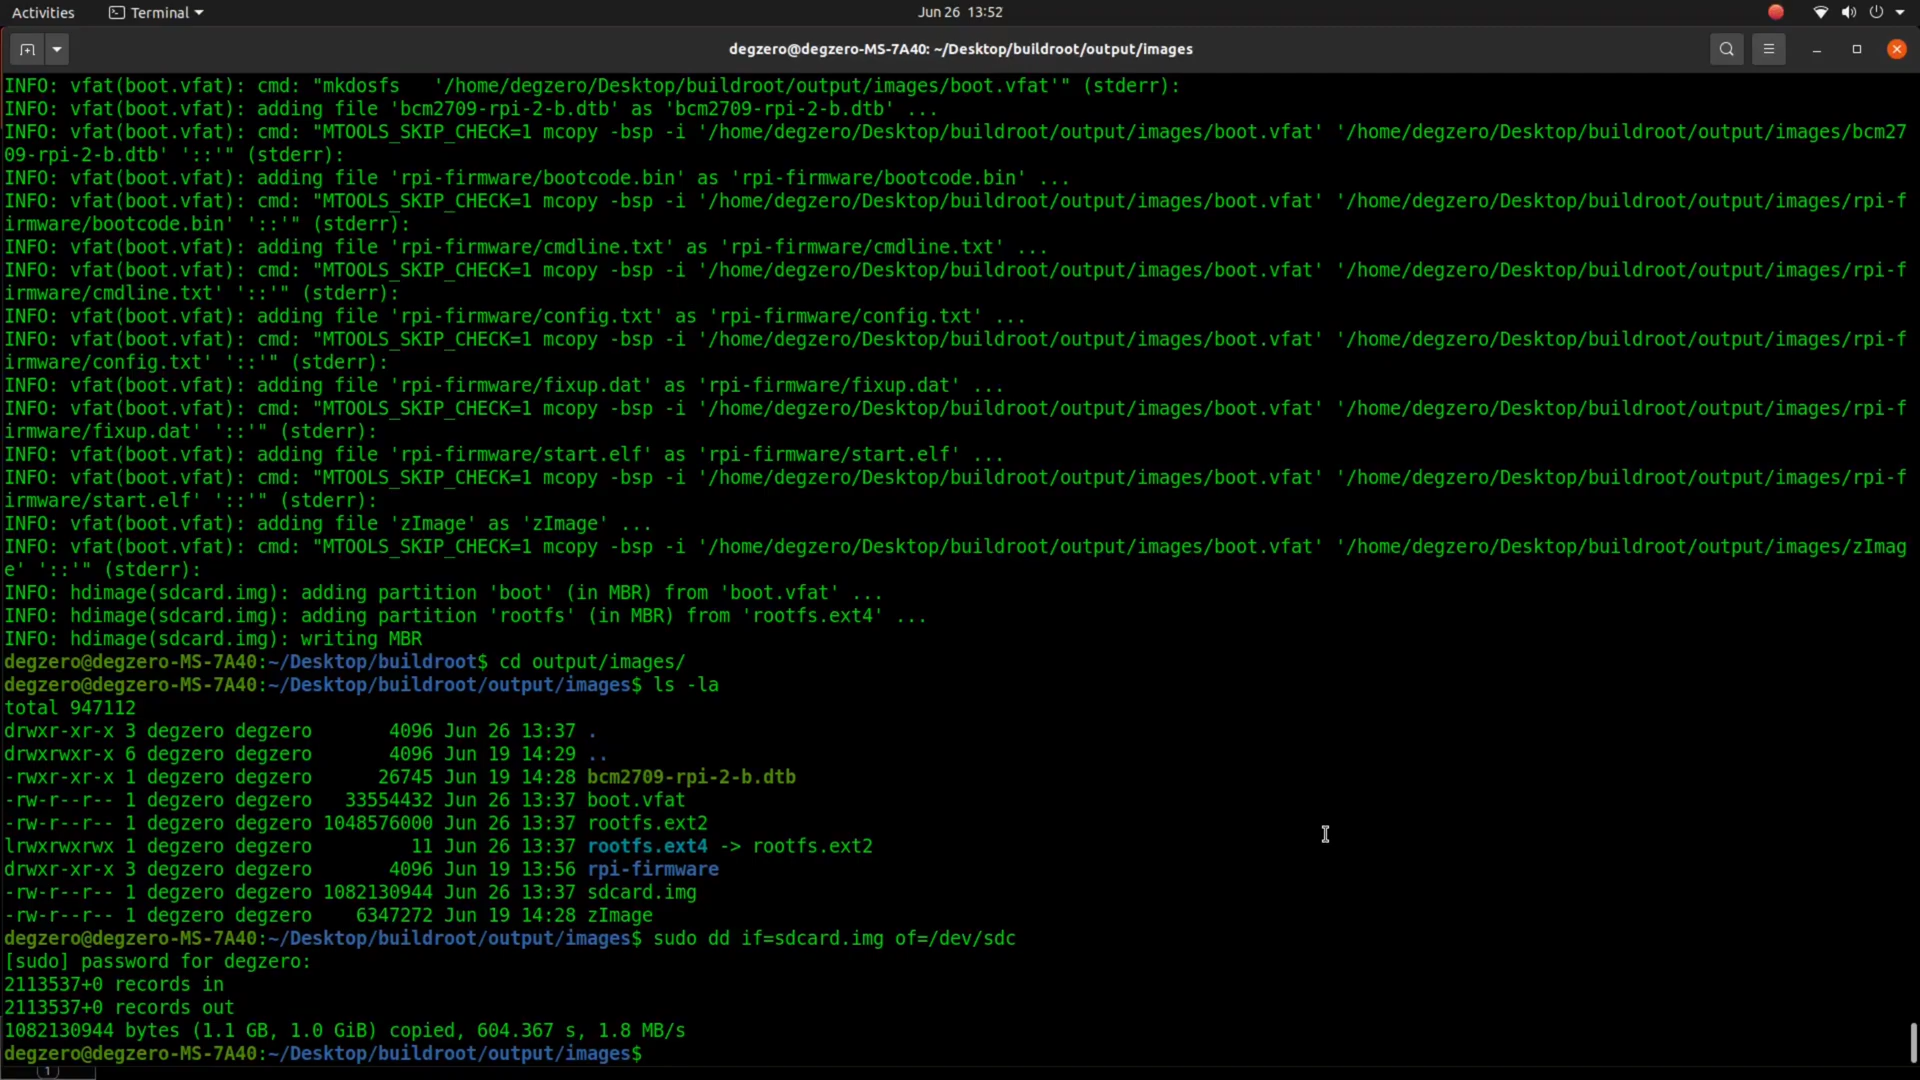 Activities Terminal Jun 26 13:52
degzero@degzero-MS-7A40: ~/Desktop/buildroot/output/images
INFO: vfat(boot.vfat): cmd: "mkdosfs   '/home/degzero/Desktop/buildroot/output/images/boot.vfat'" (stderr):
INFO: vfat(boot.vfat): adding file 'bcm2709-rpi-2-b.dtb' as 'bcm2709-rpi-2-b.dtb' ...
INFO: vfat(boot.vfat): cmd: "MTOOLS_SKIP_CHECK=1 mcopy -bsp -i '/home/degzero/Desktop/buildroot/output/images/boot.vfat' '/home/degzero/Desktop/buildroot/output/images/bcm27
09-rpi-2-b.dtb' '::'" (stderr):
INFO: vfat(boot.vfat): adding file 'rpi-firmware/bootcode.bin' as 'rpi-firmware/bootcode.bin' ...
INFO: vfat(boot.vfat): cmd: "MTOOLS_SKIP_CHECK=1 mcopy -bsp -i '/home/degzero/Desktop/buildroot/output/images/boot.vfat' '/home/degzero/Desktop/buildroot/output/images/rpi-f
irmware/bootcode.bin' '::'" (stderr):
INFO: vfat(boot.vfat): adding file 'rpi-firmware/cmdline.txt' as 'rpi-firmware/cmdline.txt' ...
INFO: vfat(boot.vfat): cmd: "MTOOLS_SKIP_CHECK=1 mcopy -bsp -i '/home/degzero/Desktop/buildroot/output/images/boot.vfat' '/home/degzero/Desktop/buildroot/output/images/rpi-f
irmware/cmdline.txt' '::'" (stderr):
INFO: vfat(boot.vfat): adding file 'rpi-firmware/config.txt' as 'rpi-firmware/config.txt' ...
INFO: vfat(boot.vfat): cmd: "MTOOLS_SKIP_CHECK=1 mcopy -bsp -i '/home/degzero/Desktop/buildroot/output/images/boot.vfat' '/home/degzero/Desktop/buildroot/output/images/rpi-f
irmware/config.txt' '::'" (stderr):
INFO: vfat(boot.vfat): adding file 'rpi-firmware/fixup.dat' as 'rpi-firmware/fixup.dat' ...
INFO: vfat(boot.vfat): cmd: "MTOOLS_SKIP_CHECK=1 mcopy -bsp -i '/home/degzero/Desktop/buildroot/output/images/boot.vfat' '/home/degzero/Desktop/buildroot/output/images/rpi-f
irmware/fixup.dat' '::'" (stderr):
INFO: vfat(boot.vfat): adding file 'rpi-firmware/start.elf' as 'rpi-firmware/start.elf' ...
INFO: vfat(boot.vfat): cmd: "MTOOLS_SKIP_CHECK=1 mcopy -bsp -i '/home/degzero/Desktop/buildroot/output/images/boot.vfat' '/home/degzero/Desktop/buildroot/output/images/rpi-f
irmware/start.elf' '::'" (stderr):
INFO: vfat(boot.vfat): adding file 'zImage' as 'zImage' ...
INFO: vfat(boot.vfat): cmd: "MTOOLS_SKIP_CHECK=1 mcopy -bsp -i '/home/degzero/Desktop/buildroot/output/images/boot.vfat' '/home/degzero/Desktop/buildroot/output/images/zImag
e' '::'" (stderr):
INFO: hdimage(sdcard.img): adding partition 'boot' (in MBR) from 'boot.vfat' ...
INFO: hdimage(sdcard.img): adding partition 'rootfs' (in MBR) from 'rootfs.ext4' ...
INFO: hdimage(sdcard.img): writing MBR
degzero@degzero-MS-7A40:~/Desktop/buildroot$ cd output/images/
degzero@degzero-MS-7A40:~/Desktop/buildroot/output/images$ ls -la
total 947112
drwxr-xr-x 3 degzero degzero       4096 Jun 26 13:37 .
drwxrwxr-x 6 degzero degzero       4096 Jun 19 14:29 ..
-rwxr-xr-x 1 degzero degzero      26745 Jun 19 14:28 bcm2709-rpi-2-b.dtb
-rw-r--r-- 1 degzero degzero   33554432 Jun 26 13:37 boot.vfat
-rw-r--r-- 1 degzero degzero 1048576000 Jun 26 13:37 rootfs.ext2
lrwxrwxrwx 1 degzero degzero         11 Jun 26 13:37 rootfs.ext4 -> rootfs.ext2
drwxr-xr-x 3 degzero degzero       4096 Jun 19 13:56 rpi-firmware
-rw-r--r-- 1 degzero degzero 1082130944 Jun 26 13:37 sdcard.img
-rw-r--r-- 1 degzero degzero    6347272 Jun 19 14:28 zImage
degzero@degzero-MS-7A40:~/Desktop/buildroot/output/images$ sudo dd if=sdcard.img of=/dev/sdc
[sudo] password for degzero:
2113537+0 records in
2113537+0 records out
1082130944 bytes (1.1 GB, 1.0 GiB) copied, 604.367 s, 1.8 MB/s
degzero@degzero-MS-7A40:~/Desktop/buildroot/output/images$
1